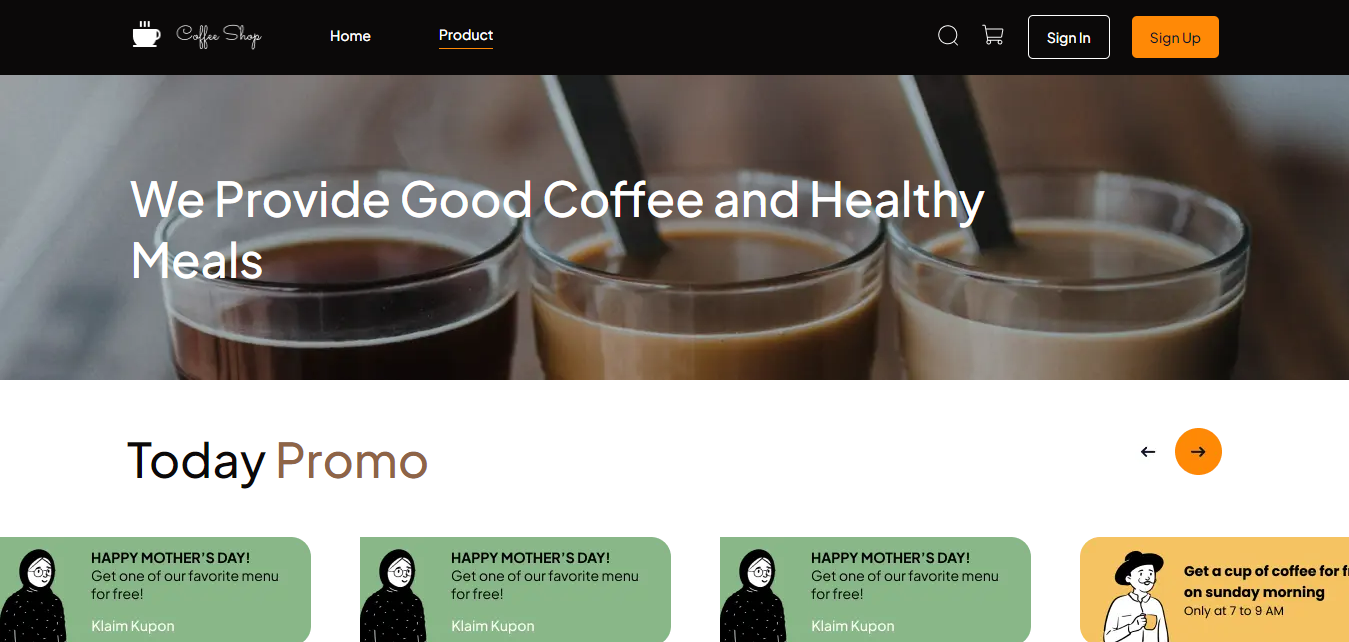 Coffee Shop
Home
Product
Sign In
Sign Up
We Provide Good Coffee and Healthy
Meals
Today Promo
HAPPY MOTHER’S DAY!
Get one of our favorite menu
for free!
Klaim Kupon
HAPPY MOTHER’S DAY!
Get one of our favorite menu
for free!
Klaim Kupon
HAPPY MOTHER’S DAY!
Get one of our favorite menu
for free!
Klaim Kupon
Get a cup of coffee for
on sunday morning
Only at 7 to 9 AM